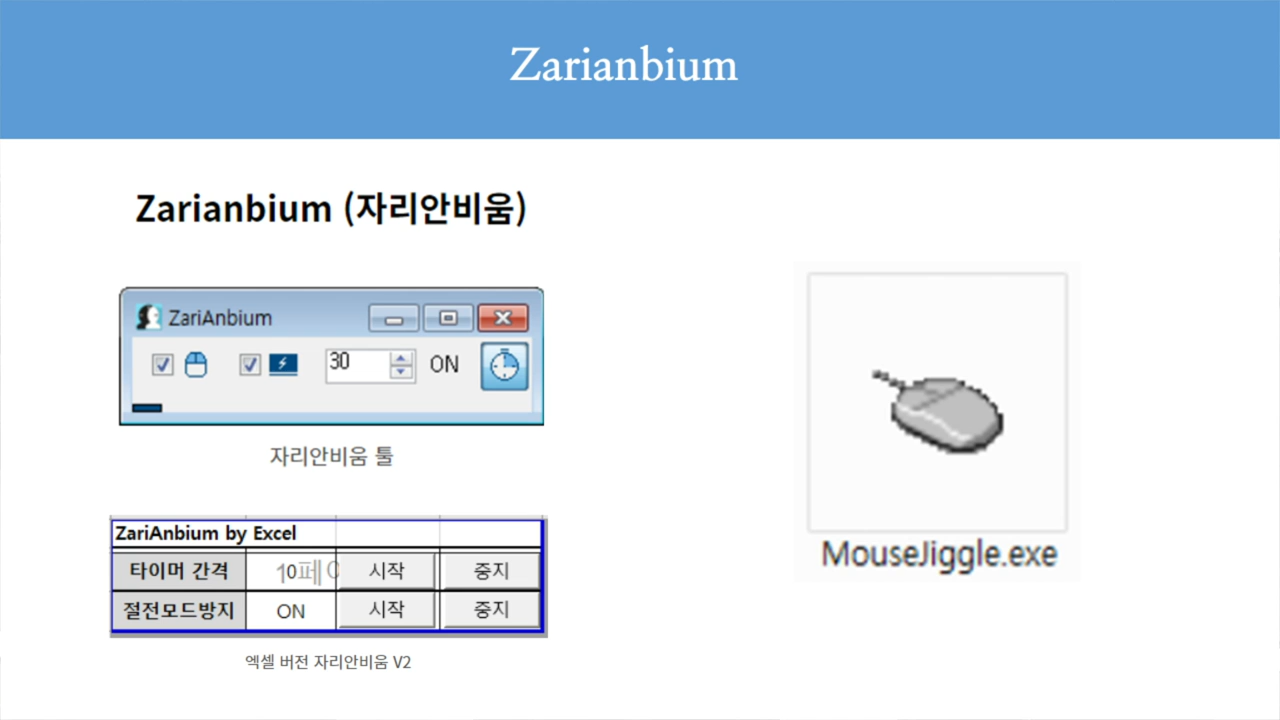 Zarianbium
Zarianbium (자리안비움)
ZariAnbium
30 ON
자리안비움 툴
ZariAnbium by Excel
타이머 간격 10 시작 중지
절전모드방지 ON 시작 중지
엑셀 버전 자리안비움 V2
MouseJiggle.exe